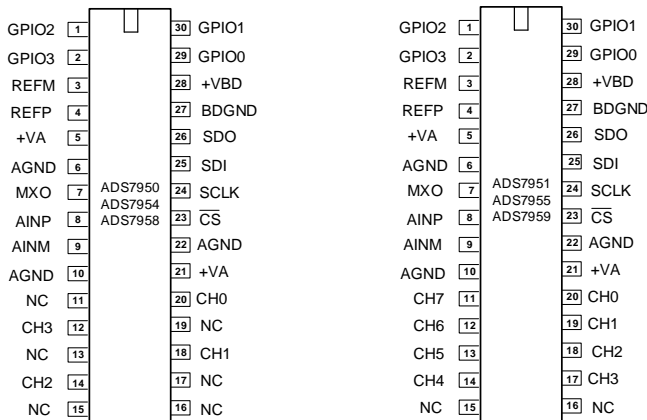 GPIO2 1 30 GPIO1
GPIO3 2 29 GPIO0
REFM 3 28 +VBD
REFP 4 27 BDGND
+VA 5 26 SDO
AGND 6 25 SDI
MXO 7 24 SCLK
AINP 8 23 CS
AINM 9 22 AGND
AGND 10 21 +VA
NC 11 20 CH0
CH3 12 19 NC
NC 13 18 CH1
CH2 14 17 NC
NC 15 16 NC
ADS7950
ADS7954
ADS7958
GPIO2 1 30 GPIO1
GPIO3 2 29 GPIO0
REFM 3 28 +VBD
REFP 4 27 BDGND
+VA 5 26 SDO
AGND 6 25 SDI
MXO 7 24 SCLK
AINP 8 23 CS
AINM 9 22 AGND
AGND 10 21 +VA
CH7 11 20 CH0
CH6 12 19 CH1
CH5 13 18 CH2
CH4 14 17 CH3
NC 15 16 NC
ADS7951
ADS7955
ADS7959